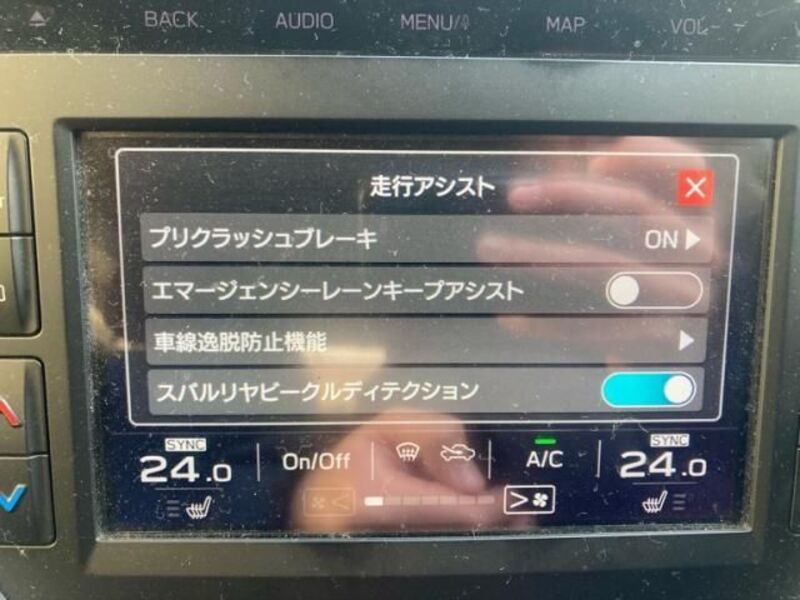 BACK AUDIO MENU/ MAP VOL
走行アシスト
プリクラッシュブレーキ ON
エマージェンシーレーンキープアシスト
車線逸脱防止機能
スバルリヤビークルディテクション
SYNC SYNC
24.0 On/Off A/C 24.0